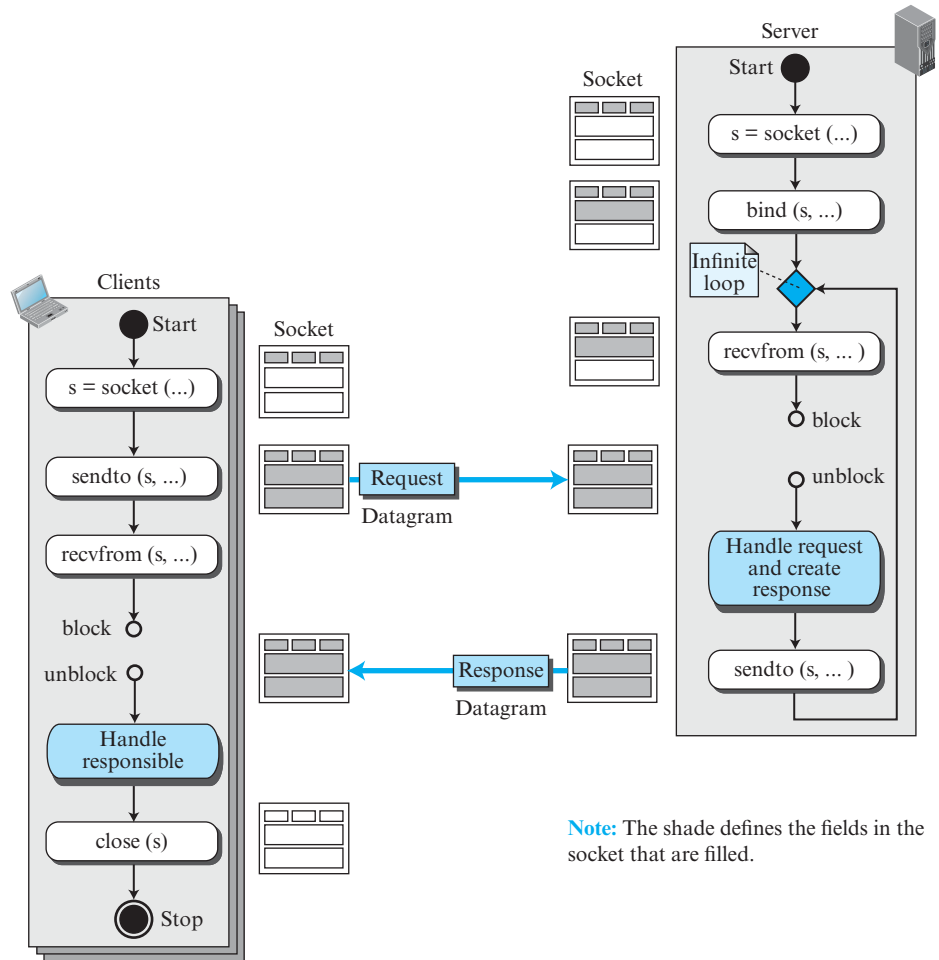 Server
Start
Socket
s = socket (...)
bind (s, ...)
Infinite
loop
recvfrom (s, ... )
block
unblock
Handle request
and create
response
sendto (s, ... )
Clients
Start
Socket
s = socket (...)
sendto (s, ...)
Request
Datagram
recvfrom (s, ...)
block
unblock
Response
Datagram
Handle
responsible
close (s)
Stop
Note: The shade defines the fields in the
socket that are filled.